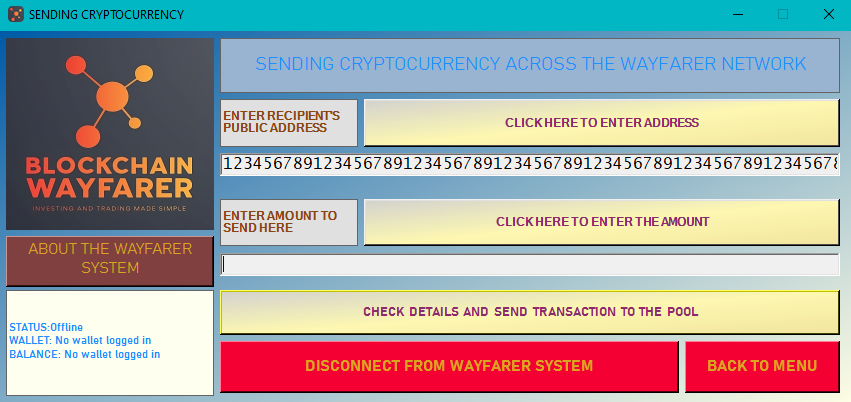 SENDING CRYPTOCURRENCY
BLOCKCHAIN
WAYFARER
INVESTING AND TRADING MADE SIMPLE
ABOUT THE WAYFARER
SYSTEM
STATUS:Offline
WALLET: No wallet logged in
BALANCE: No wallet logged in
SENDING CRYPTOCURRENCY ACROSS THE WAYFARER NETWORK
ENTER RECIPIENT'S
PUBLIC ADDRESS
CLICK HERE TO ENTER ADDRESS
1234567891234567891234567891234567891234567891234567891234567891234567 8
ENTER AMOUNT TO
SEND HERE
CLICK HERE TO ENTER THE AMOUNT
CHECK DETAILS AND SEND TRANSACTION TO THE POOL
DISCONNECT FROM WAYFARER SYSTEM
BACK TO MENU